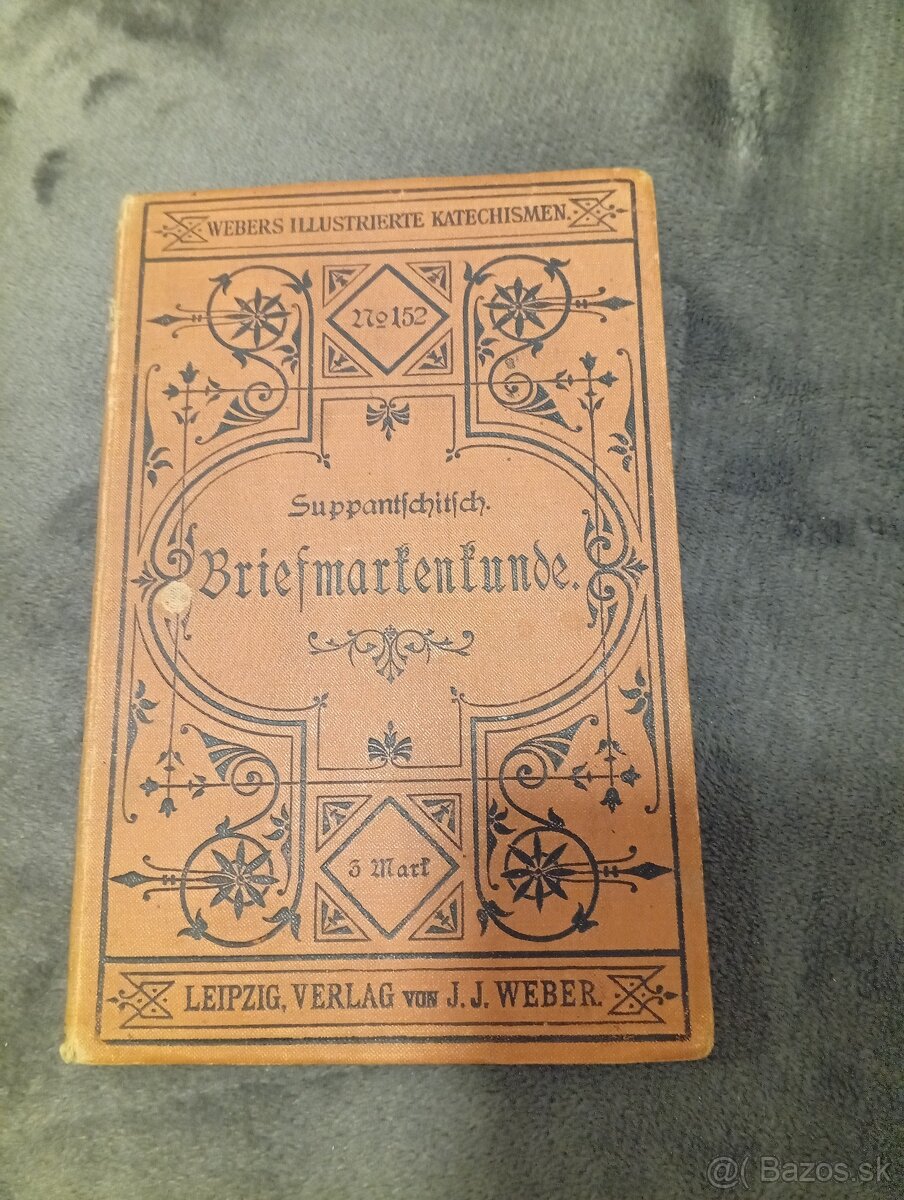 WEBERS ILLUSTRIERTE KATECHISMEN.
No 152
Suppantschitsch.
Briefmarkenkunde.
3 Mark
LEIPZIG, VERLAG VON J. J. WEBER.
@( Bazos.sk